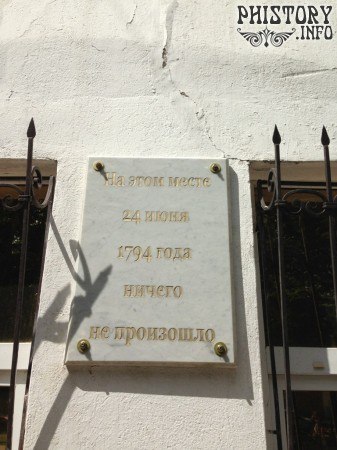 PHISTORY
.INFO
На этом месте
24 июня
1794 года
ничего
не произошло